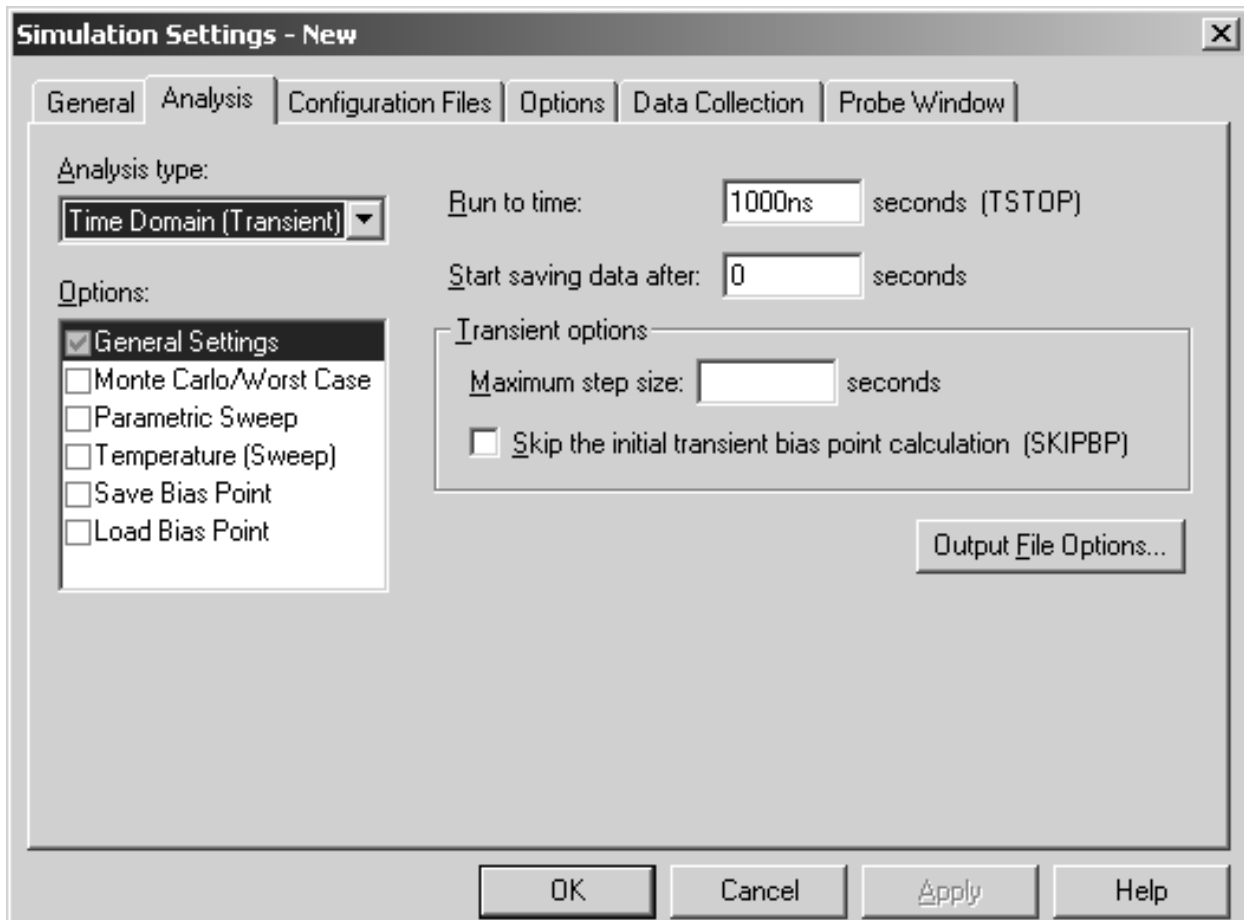 Simulation Settings - New
General Analysis Configuration Files Options Data Collection Probe Window
Analysis type:
Time Domain (Transient)
Options:
General Settings
Monte Carlo/Worst Case
Parametric Sweep
Temperature (Sweep)
Save Bias Point
Load Bias Point
Run to time: 1000ns seconds (TSTOP)
Start saving data after: 0 seconds
Transient options
Maximum step size: seconds
Skip the initial transient bias point calculation (SKIPBP)
Output File Options...
OK Cancel Apply Help